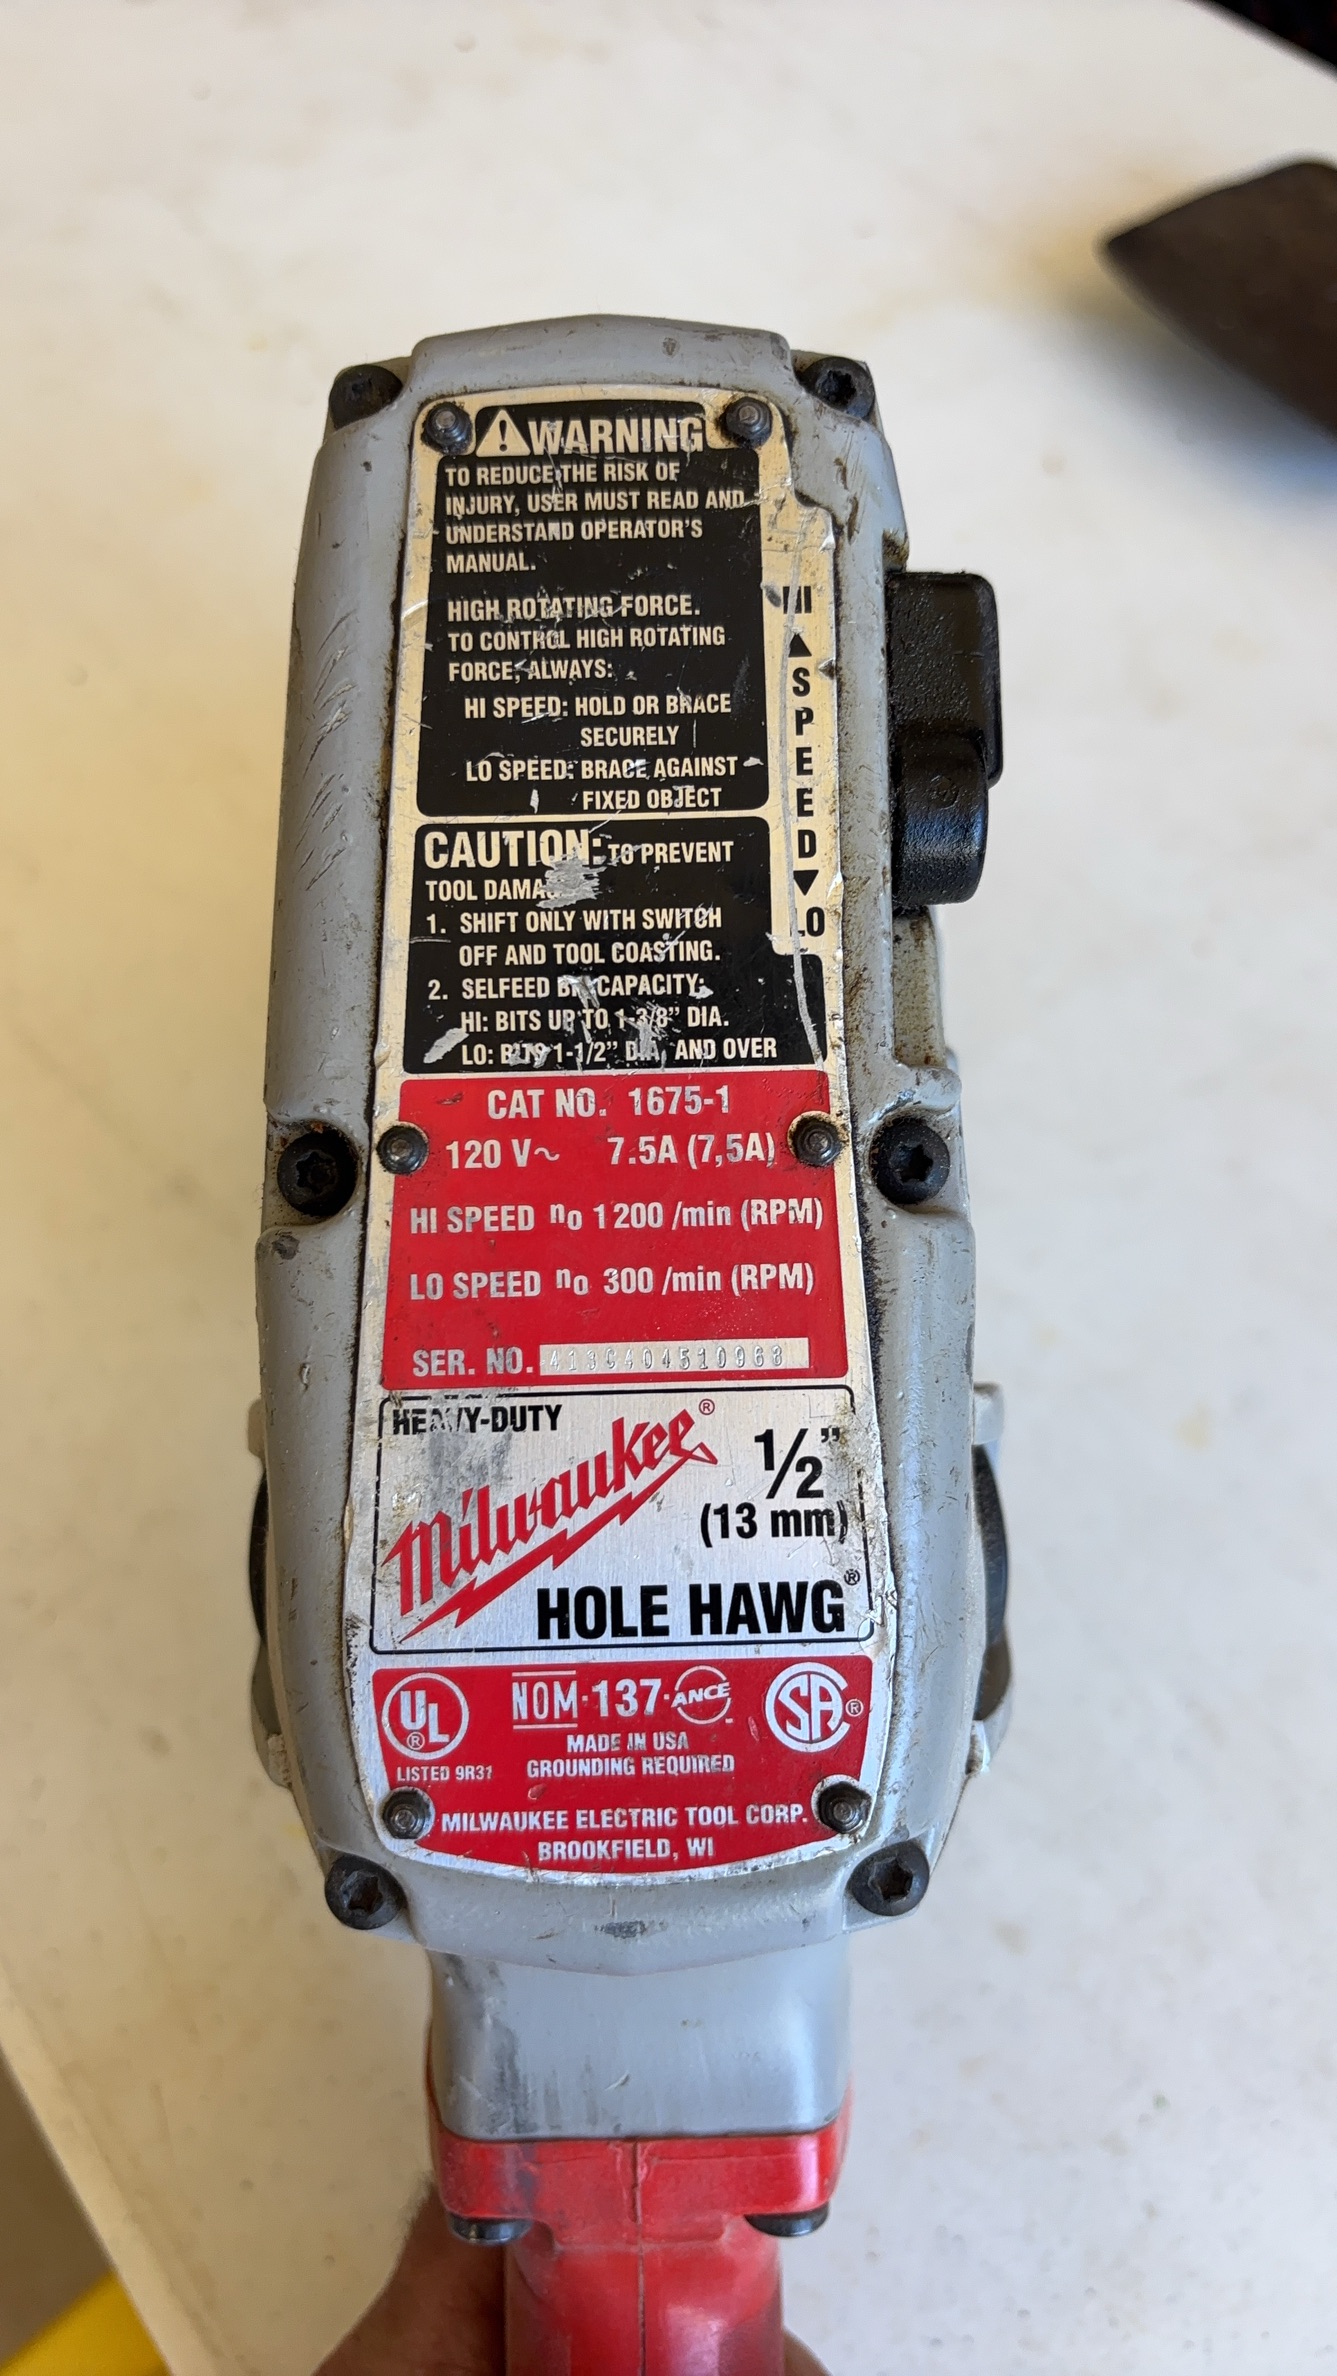 WARNING
TO REDUCE THE RISK OF
INJURY, USER MUST READ AND
UNDERSTAND OPERATOR'S
MANUAL.
HIGH ROTATING FORCE.
TO CONTROL HIGH ROTATING
FORCE, ALWAYS:
HI SPEED: HOLD OR BRACE
SECURELY
LO SPEED: BRACE AGAINST
FIXED OBJECT
HI
SPEED
LO
CAUTION: TO PREVENT
TOOL
1. SHIFT ONLY WITH SWITCH
OFF AND TOOL COASTING.
2. SELFEED BIT CAPACITY:
HI: BITS UP TO 1-3/8" DIA.
LO: BITS 1-1/2" DIA. AND OVER
CAT NO. 1675-1
120 V~ 7.5A (7,5A)
HI SPEED no 1200 /min (RPM)
LO SPEED no 300 /min (RPM)
SER. NO.
HEAVY-DUTY
Milwaukee®
1/2"
(13 mm)
HOLE HAWG®
UL ®
LISTED 9R31
NOM-137-ANCE
SA ®
MADE IN USA
GROUNDING REQUIRED
MILWAUKEE ELECTRIC TOOL CORP.
BROOKFIELD, WI